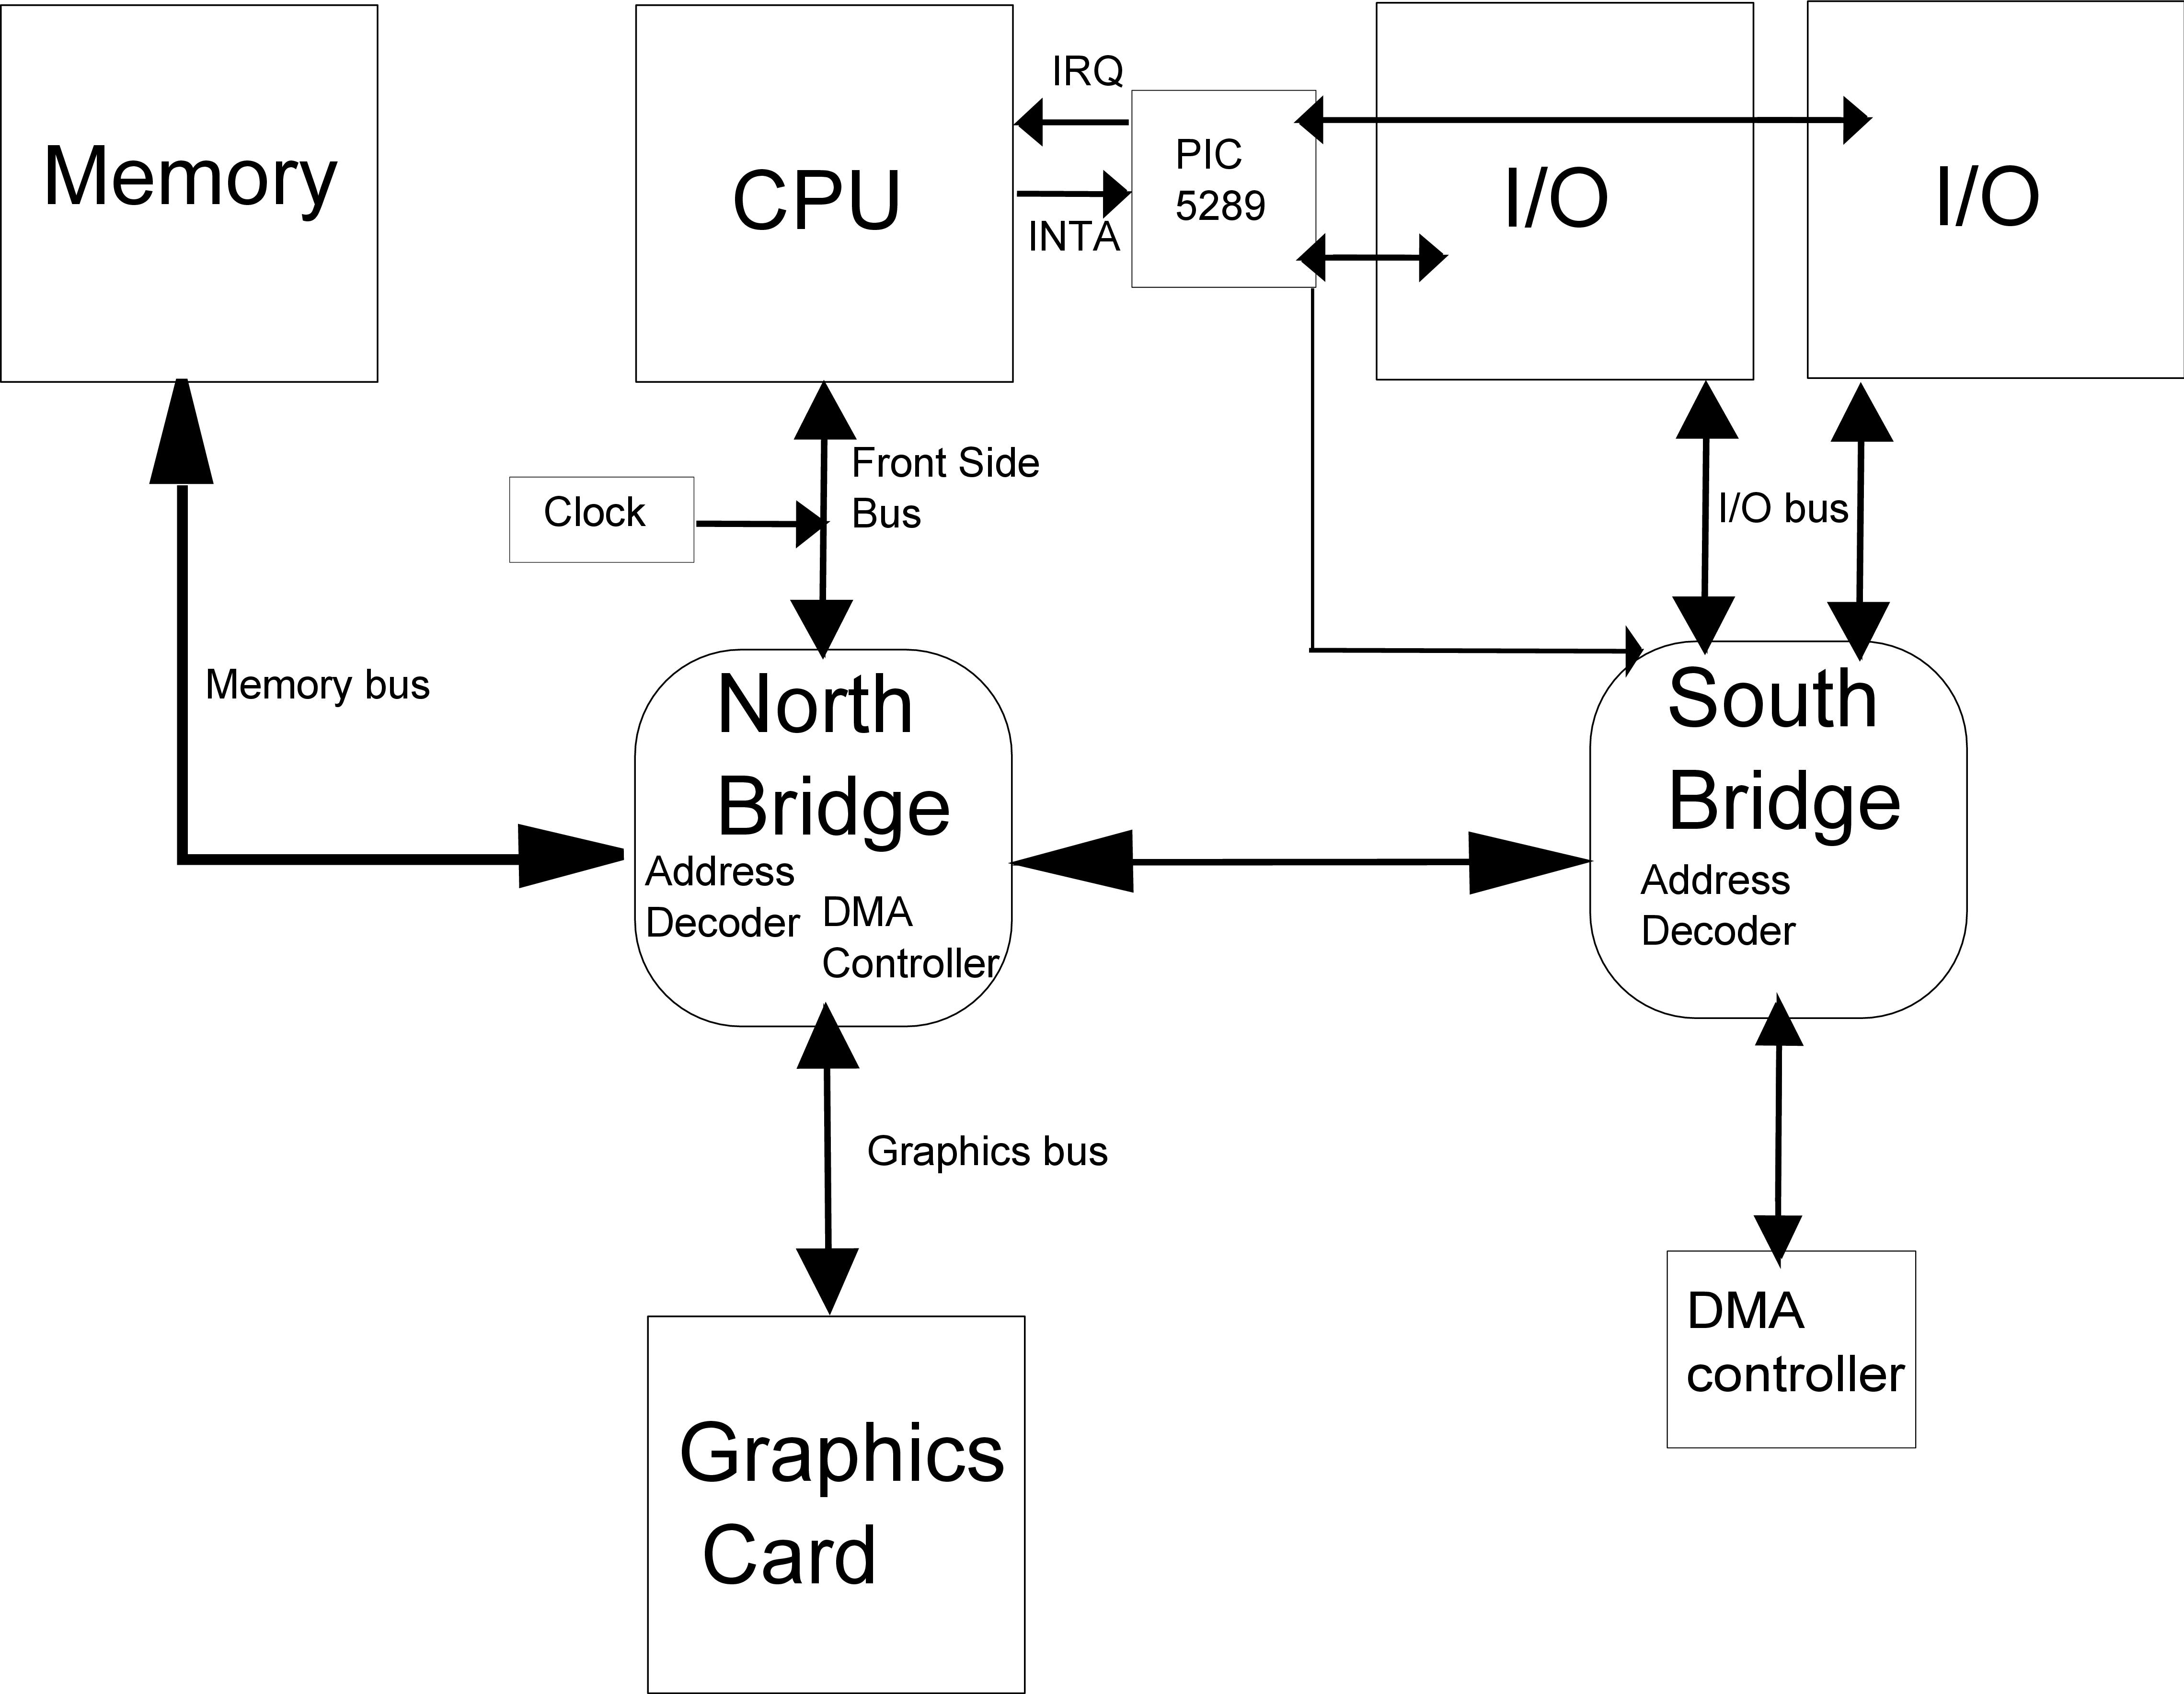 Memory
CPU
IRQ
INTA
PIC
5289
I/O
I/O
Clock
Front Side
Bus
I/O bus
Memory bus
North
Bridge
Address
Decoder
DMA
Controller
South
Bridge
Address
Decoder
Graphics bus
DMA
controller
Graphics
Card